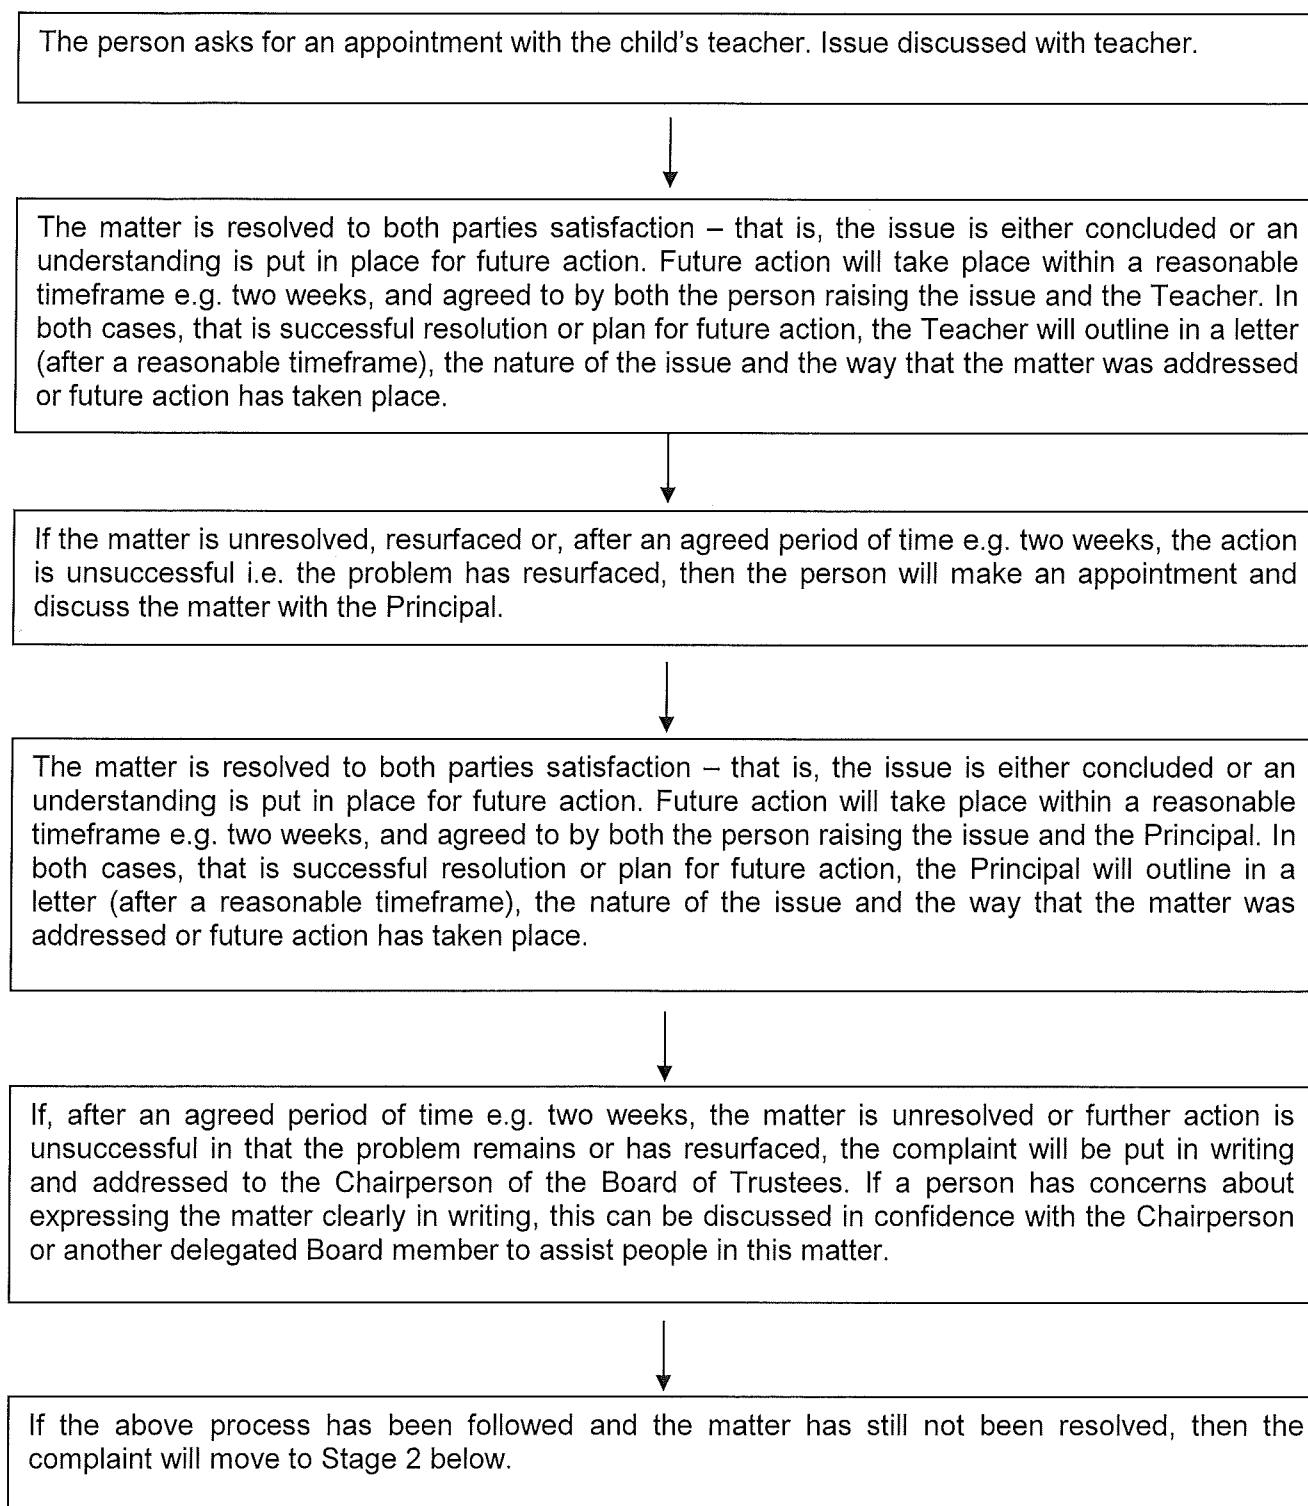 The person asks for an appointment with the child's teacher. Issue discussed with teacher.
The matter is resolved to both parties satisfaction – that is, the issue is either concluded or an
understanding is put in place for future action. Future action will take place within a reasonable
timeframe e.g. two weeks, and agreed to by both the person raising the issue and the Teacher. In
both cases, that is successful resolution or plan for future action, the Teacher will outline in a letter
(after a reasonable timeframe), the nature of the issue and the way that the matter was addressed
or future action has taken place.
If the matter is unresolved, resurfaced or, after an agreed period of time e.g. two weeks, the action
is unsuccessful i.e. the problem has resurfaced, then the person will make an appointment and
discuss the matter with the Principal.
The matter is resolved to both parties satisfaction – that is, the issue is either concluded or an
understanding is put in place for future action. Future action will take place within a reasonable
timeframe e.g. two weeks, and agreed to by both the person raising the issue and the Principal. In
both cases, that is successful resolution or plan for future action, the Principal will outline in a
letter (after a reasonable timeframe), the nature of the issue and the way that the matter was
addressed or future action has taken place.
If, after an agreed period of time e.g. two weeks, the matter is unresolved or further action is
unsuccessful in that the problem remains or has resurfaced, the complaint will be put in writing
and addressed to the Chairperson of the Board of Trustees. If a person has concerns about
expressing the matter clearly in writing, this can be discussed in confidence with the Chairperson
or another delegated Board member to assist people in this matter.
If the above process has been followed and the matter has still not been resolved, then the
complaint will move to Stage 2 below.